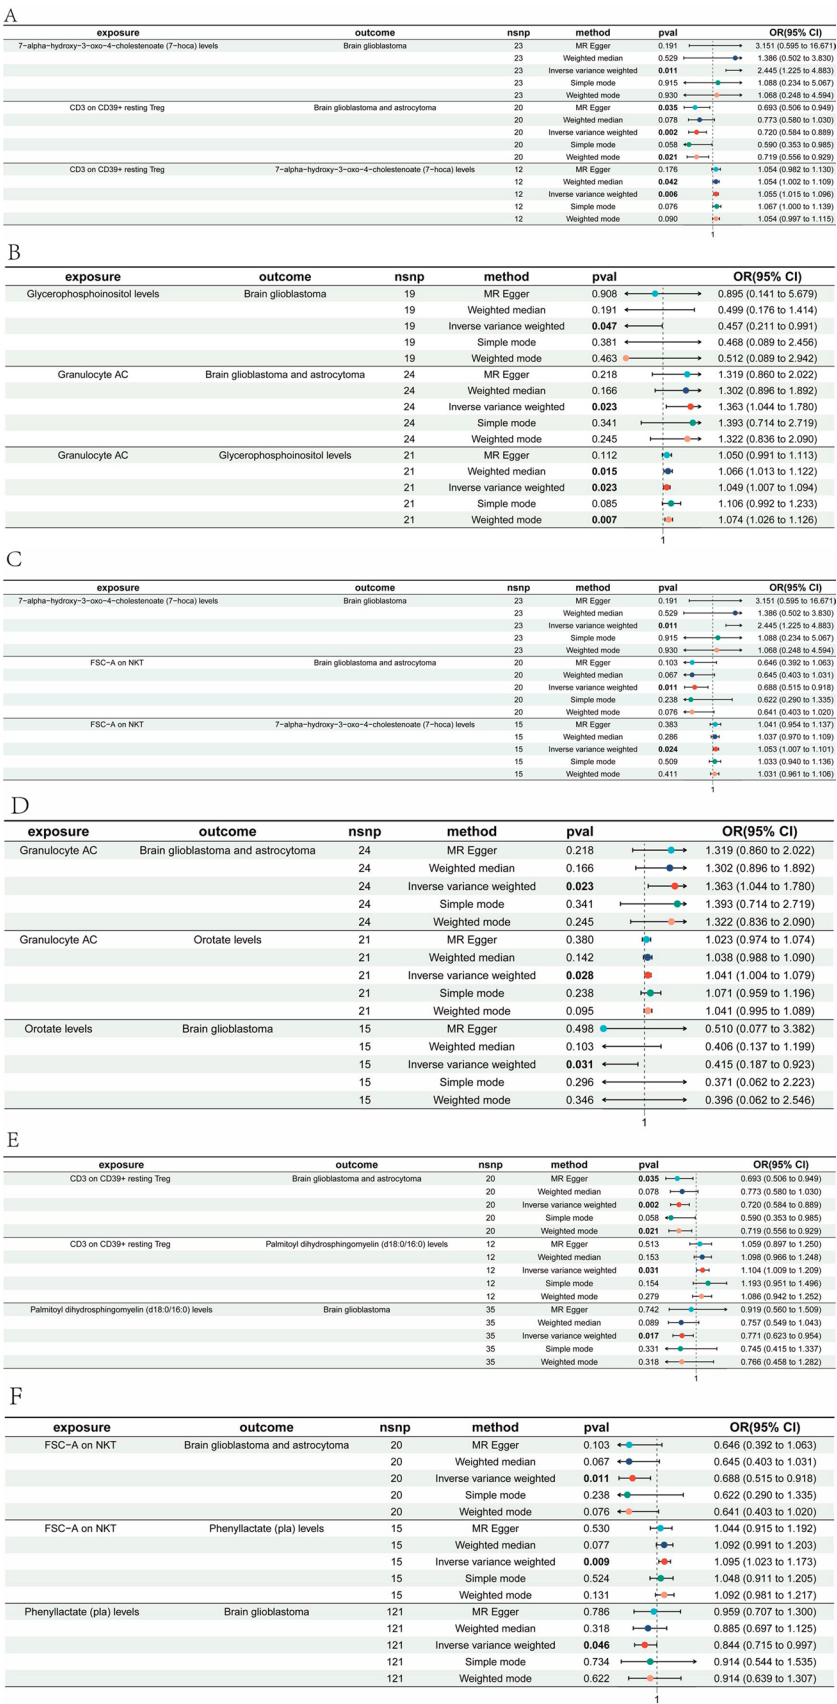 A
exposure outcome nsnp method pval OR(95% CI)
7−alpha−hydroxy−3−oxo−4−cholestenoate (7−hoca) levels Brain glioblastoma 23 MR Egger 0.191 3.151 (0.595 to 16.671)
23 Weighted median 0.529 1.386 (0.502 to 3.830)
23 Inverse variance weighted 0.011 2.445 (1.225 to 4.883)
23 Simple mode 0.915 1.088 (0.234 to 5.067)
23 Weighted mode 0.930 1.068 (0.248 to 4.594)
CD3 on CD39+ resting Treg Brain glioblastoma and astrocytoma 20 MR Egger 0.035 0.693 (0.506 to 0.949)
20 Weighted median 0.078 0.773 (0.580 to 1.030)
20 Inverse variance weighted 0.002 0.720 (0.584 to 0.889)
20 Simple mode 0.058 0.590 (0.353 to 0.985)
20 Weighted mode 0.021 0.719 (0.556 to 0.929)
CD3 on CD39+ resting Treg 7−alpha−hydroxy−3−oxo−4−cholestenoate (7−hoca) levels 12 MR Egger 0.176 1.054 (0.982 to 1.130)
12 Weighted median 0.042 1.054 (1.002 to 1.109)
12 Inverse variance weighted 0.006 1.055 (1.015 to 1.096)
12 Simple mode 0.076 1.067 (1.000 to 1.139)
12 Weighted mode 0.090 1.054 (0.997 to 1.115)
1
B
exposure outcome nsnp method pval OR(95% CI)
Glycerophosphoinositol levels Brain glioblastoma 19 MR Egger 0.908 0.895 (0.141 to 5.679)
19 Weighted median 0.191 0.499 (0.176 to 1.414)
19 Inverse variance weighted 0.047 0.457 (0.211 to 0.991)
19 Simple mode 0.381 0.468 (0.089 to 2.456)
19 Weighted mode 0.463 0.512 (0.089 to 2.942)
Granulocyte AC Brain glioblastoma and astrocytoma 24 MR Egger 0.218 1.319 (0.860 to 2.022)
24 Weighted median 0.166 1.302 (0.896 to 1.892)
24 Inverse variance weighted 0.023 1.363 (1.044 to 1.780)
24 Simple mode 0.341 1.393 (0.714 to 2.719)
24 Weighted mode 0.245 1.322 (0.836 to 2.090)
Granulocyte AC Glycerophosphoinositol levels 21 MR Egger 0.112 1.050 (0.991 to 1.113)
21 Weighted median 0.015 1.066 (1.013 to 1.122)
21 Inverse variance weighted 0.023 1.049 (1.007 to 1.094)
21 Simple mode 0.085 1.106 (0.992 to 1.233)
21 Weighted mode 0.007 1.074 (1.026 to 1.126)
1
C
exposure outcome nsnp method pval OR(95% CI)
7−alpha−hydroxy−3−oxo−4−cholestenoate (7−hoca) levels Brain glioblastoma 23 MR Egger 0.191 3.151 (0.595 to 16.671)
23 Weighted median 0.529 1.386 (0.502 to 3.830)
23 Inverse variance weighted 0.011 2.445 (1.225 to 4.883)
23 Simple mode 0.915 1.088 (0.234 to 5.067)
23 Weighted mode 0.930 1.068 (0.248 to 4.594)
FSC−A on NKT Brain glioblastoma and astrocytoma 20 MR Egger 0.103 0.646 (0.392 to 1.063)
20 Weighted median 0.067 0.645 (0.403 to 1.031)
20 Inverse variance weighted 0.011 0.688 (0.515 to 0.918)
20 Simple mode 0.238 0.622 (0.290 to 1.335)
20 Weighted mode 0.076 0.641 (0.403 to 1.020)
FSC−A on NKT 7−alpha−hydroxy−3−oxo−4−cholestenoate (7−hoca) levels 15 MR Egger 0.383 1.041 (0.954 to 1.137)
15 Weighted median 0.286 1.037 (0.970 to 1.109)
15 Inverse variance weighted 0.024 1.053 (1.007 to 1.101)
15 Simple mode 0.509 1.033 (0.940 to 1.136)
15 Weighted mode 0.411 1.031 (0.961 to 1.106)
1
D
exposure outcome nsnp method pval OR(95% CI)
Granulocyte AC Brain glioblastoma and astrocytoma 24 MR Egger 0.218 1.319 (0.860 to 2.022)
24 Weighted median 0.166 1.302 (0.896 to 1.892)
24 Inverse variance weighted 0.023 1.363 (1.044 to 1.780)
24 Simple mode 0.341 1.393 (0.714 to 2.719)
24 Weighted mode 0.245 1.322 (0.836 to 2.090)
Granulocyte AC Orotate levels 21 MR Egger 0.380 1.023 (0.974 to 1.074)
21 Weighted median 0.142 1.038 (0.988 to 1.090)
21 Inverse variance weighted 0.028 1.041 (1.004 to 1.079)
21 Simple mode 0.238 1.071 (0.959 to 1.196)
21 Weighted mode 0.095 1.041 (0.995 to 1.089)
Orotate levels Brain glioblastoma 15 MR Egger 0.498 0.510 (0.077 to 3.382)
15 Weighted median 0.103 0.406 (0.137 to 1.199)
15 Inverse variance weighted 0.031 0.415 (0.187 to 0.923)
15 Simple mode 0.296 0.371 (0.062 to 2.223)
15 Weighted mode 0.346 0.396 (0.062 to 2.546)
1
E
exposure outcome nsnp method pval OR(95% CI)
CD3 on CD39+ resting Treg Brain glioblastoma and astrocytoma 20 MR Egger 0.035 0.693 (0.506 to 0.949)
20 Weighted median 0.078 0.773 (0.580 to 1.030)
20 Inverse variance weighted 0.002 0.720 (0.584 to 0.889)
20 Simple mode 0.058 0.590 (0.353 to 0.985)
20 Weighted mode 0.021 0.719 (0.556 to 0.929)
CD3 on CD39+ resting Treg Palmitoyl dihydrosphingomyelin (d18:0/16:0) levels 12 MR Egger 0.513 1.059 (0.897 to 1.250)
12 Weighted median 0.153 1.098 (0.966 to 1.248)
12 Inverse variance weighted 0.031 1.104 (1.009 to 1.209)
12 Simple mode 0.154 1.193 (0.951 to 1.496)
12 Weighted mode 0.279 1.086 (0.942 to 1.252)
Palmitoyl dihydrosphingomyelin (d18:0/16:0) levels Brain glioblastoma 35 MR Egger 0.742 0.919 (0.560 to 1.509)
35 Weighted median 0.089 0.757 (0.549 to 1.043)
35 Inverse variance weighted 0.017 0.771 (0.623 to 0.954)
35 Simple mode 0.331 0.745 (0.415 to 1.337)
35 Weighted mode 0.318 0.766 (0.458 to 1.282)
1
F
exposure outcome nsnp method pval OR(95% CI)
FSC−A on NKT Brain glioblastoma and astrocytoma 20 MR Egger 0.103 0.646 (0.392 to 1.063)
20 Weighted median 0.067 0.645 (0.403 to 1.031)
20 Inverse variance weighted 0.011 0.688 (0.515 to 0.918)
20 Simple mode 0.238 0.622 (0.290 to 1.335)
20 Weighted mode 0.076 0.641 (0.403 to 1.020)
FSC−A on NKT Phenyllactate (pla) levels 15 MR Egger 0.530 1.044 (0.915 to 1.192)
15 Weighted median 0.077 1.092 (0.991 to 1.203)
15 Inverse variance weighted 0.009 1.095 (1.023 to 1.173)
15 Simple mode 0.524 1.048 (0.911 to 1.205)
15 Weighted mode 0.131 1.092 (0.981 to 1.217)
Phenyllactate (pla) levels Brain glioblastoma 121 MR Egger 0.786 0.959 (0.707 to 1.300)
121 Weighted median 0.318 0.885 (0.697 to 1.125)
121 Inverse variance weighted 0.046 0.844 (0.715 to 0.997)
121 Simple mode 0.734 0.914 (0.544 to 1.535)
121 Weighted mode 0.622 0.914 (0.639 to 1.307)
1